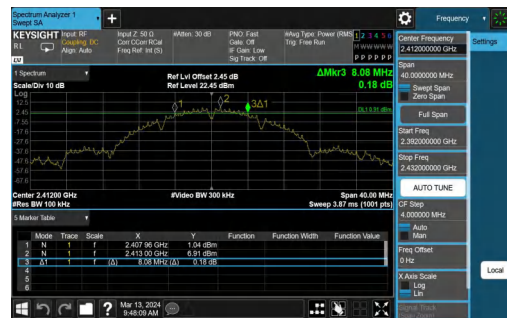 Spectrum Analyzer 1
Swept SA
+
Frequency
KEYSIGHT Input: RF Input Z: 50 Ω #Atten: 30 dB PNO: Fast #Avg Type: Power (RMS 1 2 3 4 5 6
RL Coupling: DC Corr CCorr RCal Gate: Off Trig: Free Run M W W W W W
Align: Auto Freq Ref: Int (S) IF Gain: Low P P P P P P
Sig Track: Off
LV
1 Spectrum Ref Lvl Offset 2.45 dB ΔMkr3 8.08 MHz
Scale/Div 10 dB Ref Level 22.45 dBm 0.18 dB
Log
12.5
2.45
-7.55
-17.6
-27.6
-37.6
-47.6
-57.6
-67.6
1
2
3Δ1
Center 2.41200 GHz #Video BW 300 kHz Span 40.00 MHz
#Res BW 100 kHz Sweep 3.87 ms (1001 pts)
5 Marker Table
Mode Trace Scale X Y Function Function Width Function Value
1 N 1 f 2.407 96 GHz 1.04 dBm
2 N 1 f 2.413 00 GHz 6.91 dBm
3 Δ1 1 f (Δ) 8.08 MHz (Δ) 0.18 dB
4
5
6
Mar 13, 2024
9:48:09 AM
Center Frequency
2.412000000 GHz
Settings
Span
40.0000000 MHz
Swept Span
Zero Span
Full Span
Start Freq
2.392000000 GHz
Stop Freq
2.432000000 GHz
AUTO TUNE
CF Step
4.000000 MHz
Auto
Man
Freq Offset
0 Hz
X Axis Scale
Log
Lin
Local
Signal Track